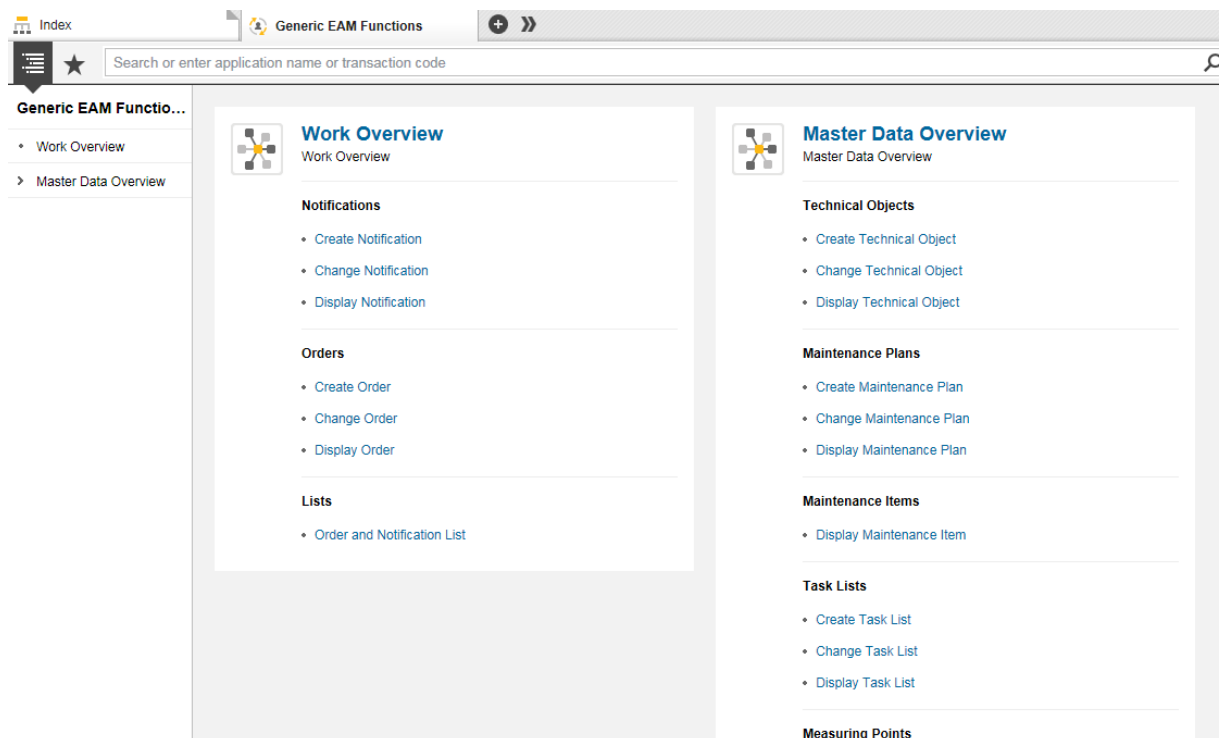 Index
Generic EAM Functions
Search or enter application name or transaction code
Generic EAM Functio...
Work Overview
Master Data Overview
Work Overview
Work Overview
Notifications
Create Notification
Change Notification
Display Notification
Orders
Create Order
Change Order
Display Order
Lists
Order and Notification List
Master Data Overview
Master Data Overview
Technical Objects
Create Technical Object
Change Technical Object
Display Technical Object
Maintenance Plans
Create Maintenance Plan
Change Maintenance Plan
Display Maintenance Plan
Maintenance Items
Display Maintenance Item
Task Lists
Create Task List
Change Task List
Display Task List
Measuring Points